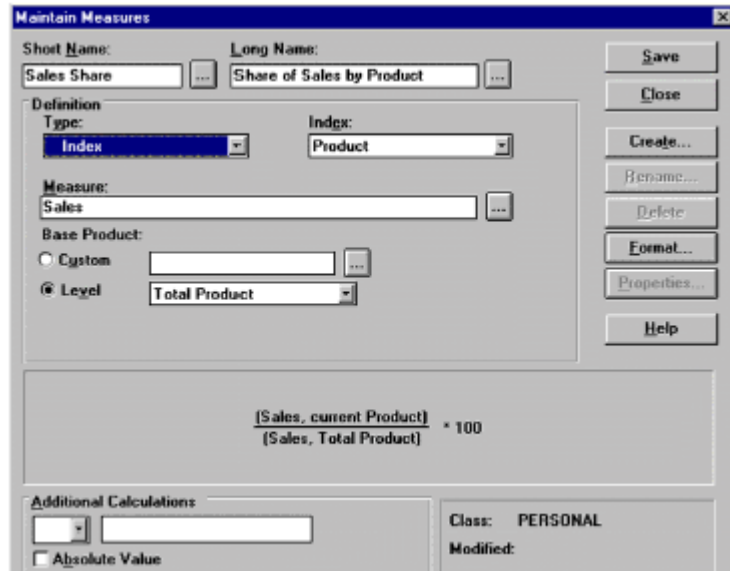 Maintain Measures
Short Name: Long Name:
Sales Share ... Share of Sales by Product ...
Save
Close
Definition
Type: Index:
Index Product
Create...
Rename...
Measure:
Sales ...
Delete
Base Product:
Custom ...
Format...
Level Total Product
Properties...
Help
(Sales, current Product)
* 100
(Sales, Total Product)
Additional Calculations
Class: PERSONAL
Absolute Value
Modified: